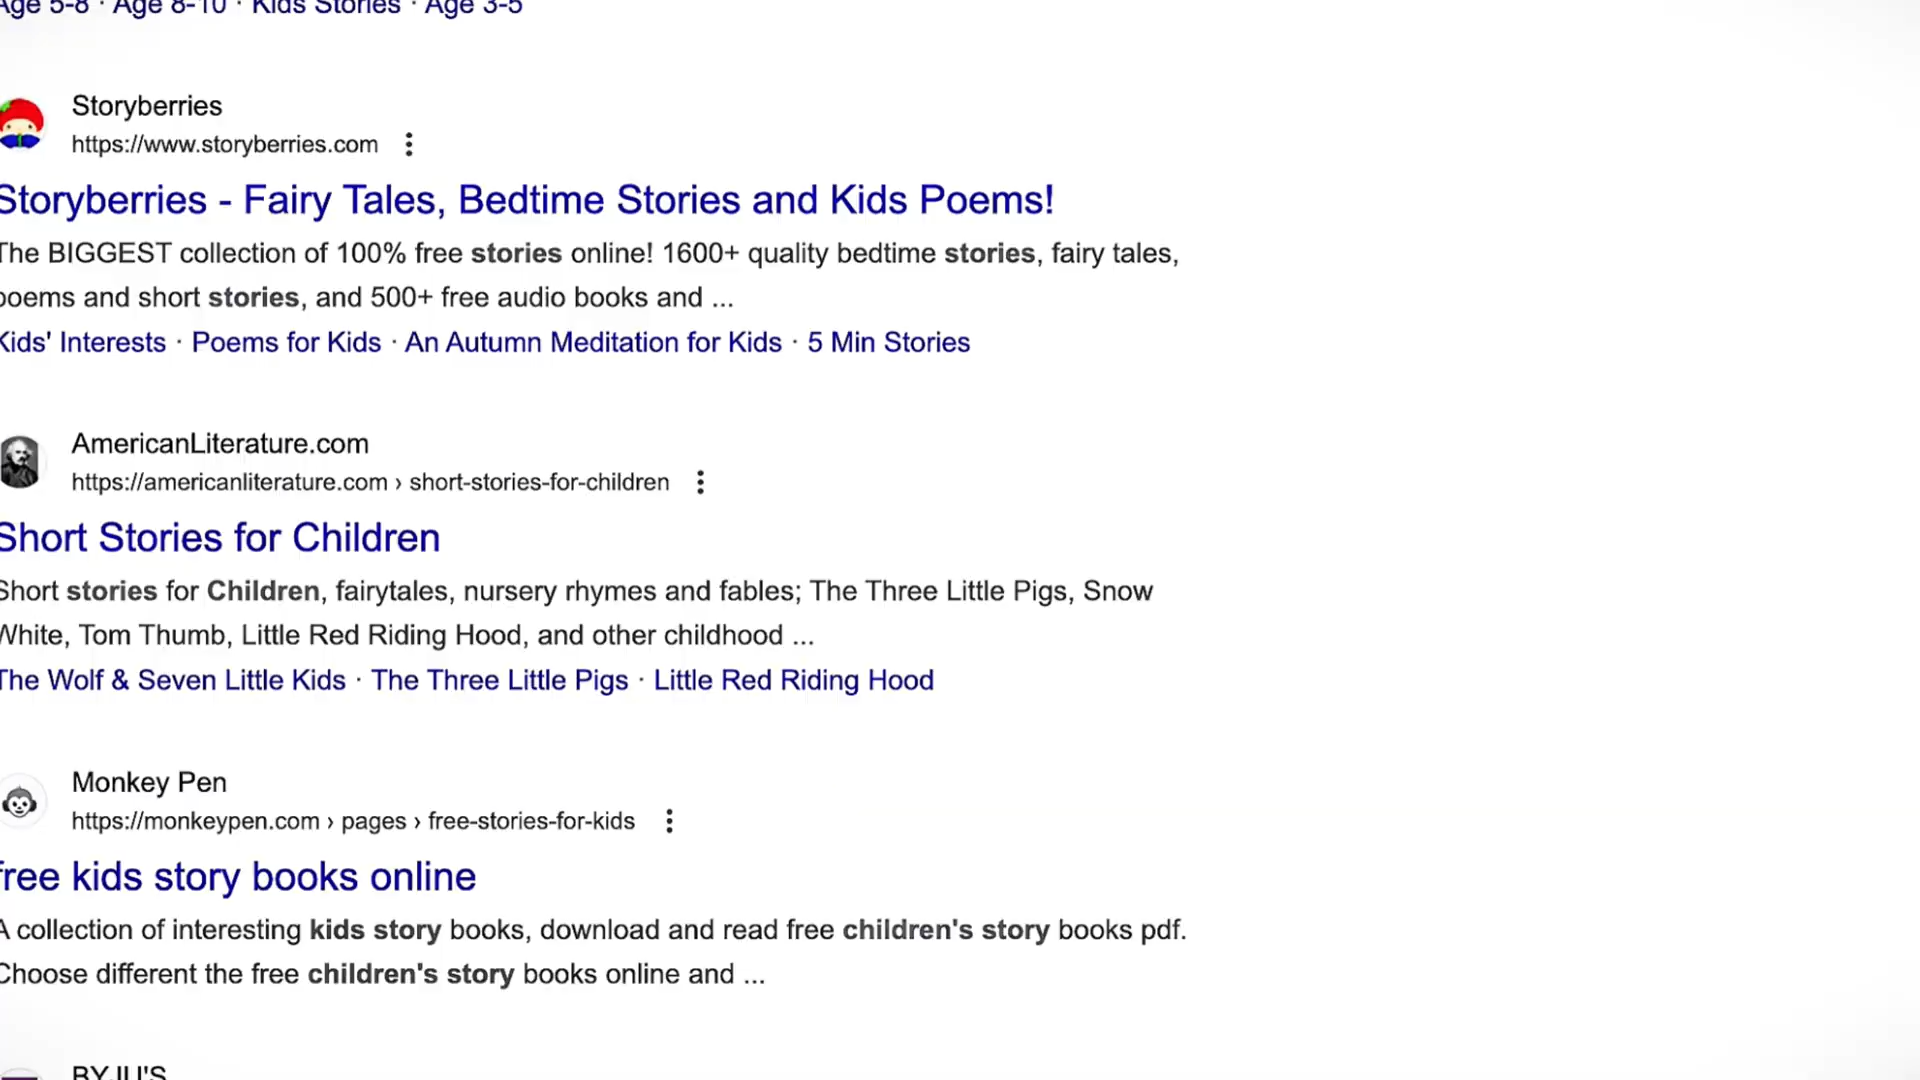 Age 5-8 · Age 8-10 · Kids Stories · Age 3-5
Storyberries
https://www.storyberries.com
Storyberries - Fairy Tales, Bedtime Stories and Kids Poems!
The BIGGEST collection of 100% free stories online! 1600+ quality bedtime stories, fairy tales,
poems and short stories, and 500+ free audio books and ...
Kids' Interests · Poems for Kids · An Autumn Meditation for Kids · 5 Min Stories
AmericanLiterature.com
https://americanliterature.com › short-stories-for-children
Short Stories for Children
Short stories for Children, fairytales, nursery rhymes and fables; The Three Little Pigs, Snow
White, Tom Thumb, Little Red Riding Hood, and other childhood ...
The Wolf & Seven Little Kids · The Three Little Pigs · Little Red Riding Hood
Monkey Pen
https://monkeypen.com › pages › free-stories-for-kids
free kids story books online
A collection of interesting kids story books, download and read free children's story books pdf.
Choose different the free children's story books online and ...
BYJU'S